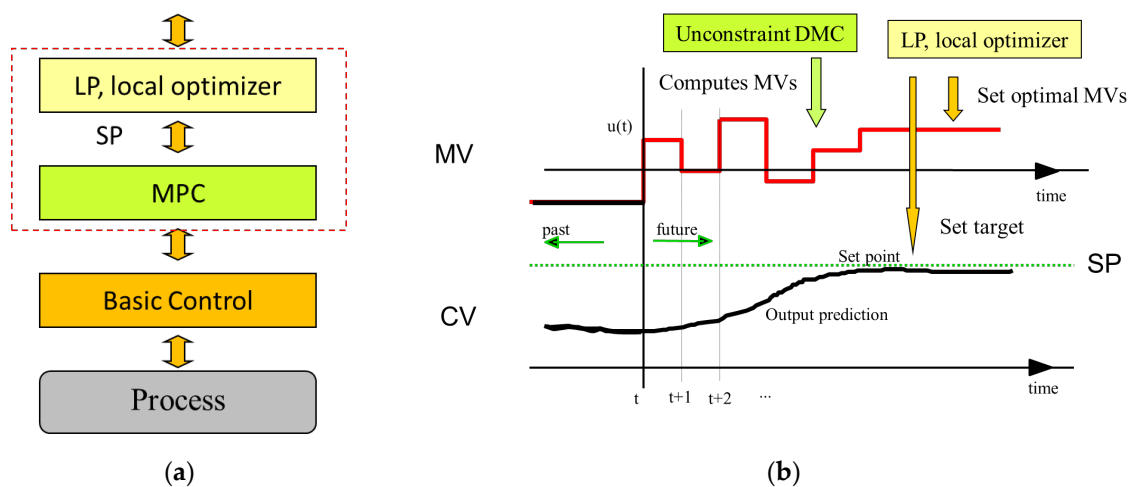 LP, local optimizer
SP
MPC
Basic Control
Process
(a)
Unconstraint DMC
LP, local optimizer
Computes MVs
Set optimal MVs
u(t)
MV
time
past
future
Set target
Set point
SP
CV
Output prediction
time
t
t+1
t+2
...
(b)